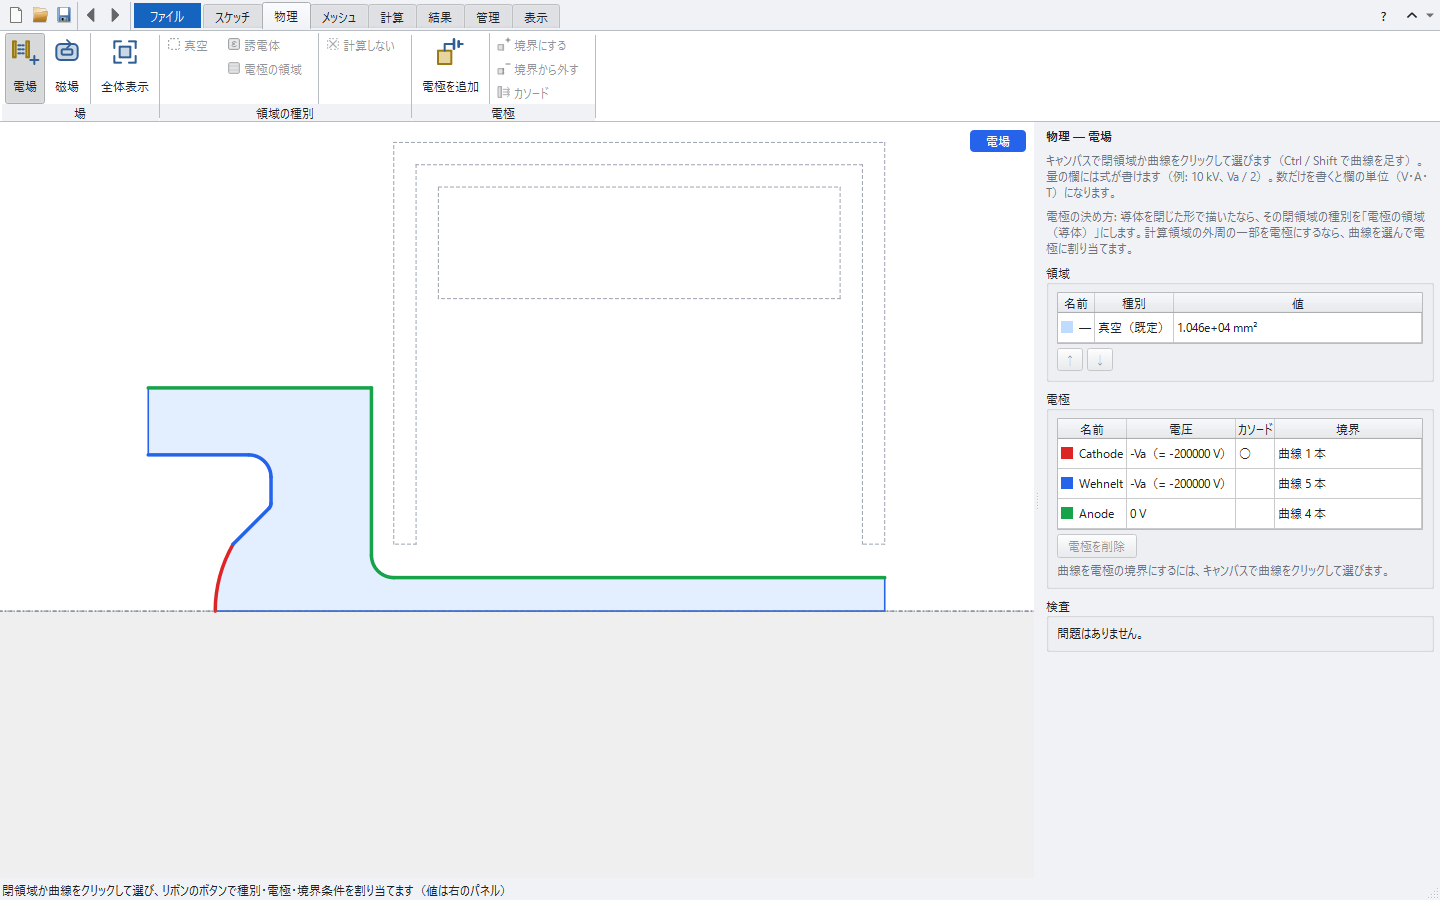 ファイル スケッチ 物理 メッシュ 計算 結果 管理 表示 ?
真空 誘電体 計算しない 境界にする
電極の領域 境界から外す
電場 磁場 全体表示 電極を追加 カソード
場 領域の種別 電極
電場
物理 — 電場
キャンバスで閉領域か曲線をクリックして選びます（Ctrl / Shift で曲線を足す）。
量の欄には式が書けます（例: 10 kV、Va / 2）。数だけを書くと欄の単位（V・A・
T）になります。
電極の決め方: 導体を閉じた形で描いたなら、その閉領域の種別を「電極の領域
（導体）」にします。計算領域の外周の一部を電極にするなら、曲線を選んで電
極に割り当てます。
領域
名前 種別 値
— 真空（既定） 1.046e+04 mm²
↑ ↓
電極
名前 電圧 カソード 境界
Cathode -Va（= -200000 V） ○ 曲線 1 本
Wehnelt -Va（= -200000 V） 曲線 5 本
Anode 0 V 曲線 4 本
電極を削除
曲線を電極の境界にするには、キャンバスで曲線をクリックして選びます。
検査
問題はありません。
閉領域か曲線をクリックして選び、リボンのボタンで種別・電極・境界条件を割り当てます（値は右のパネル）